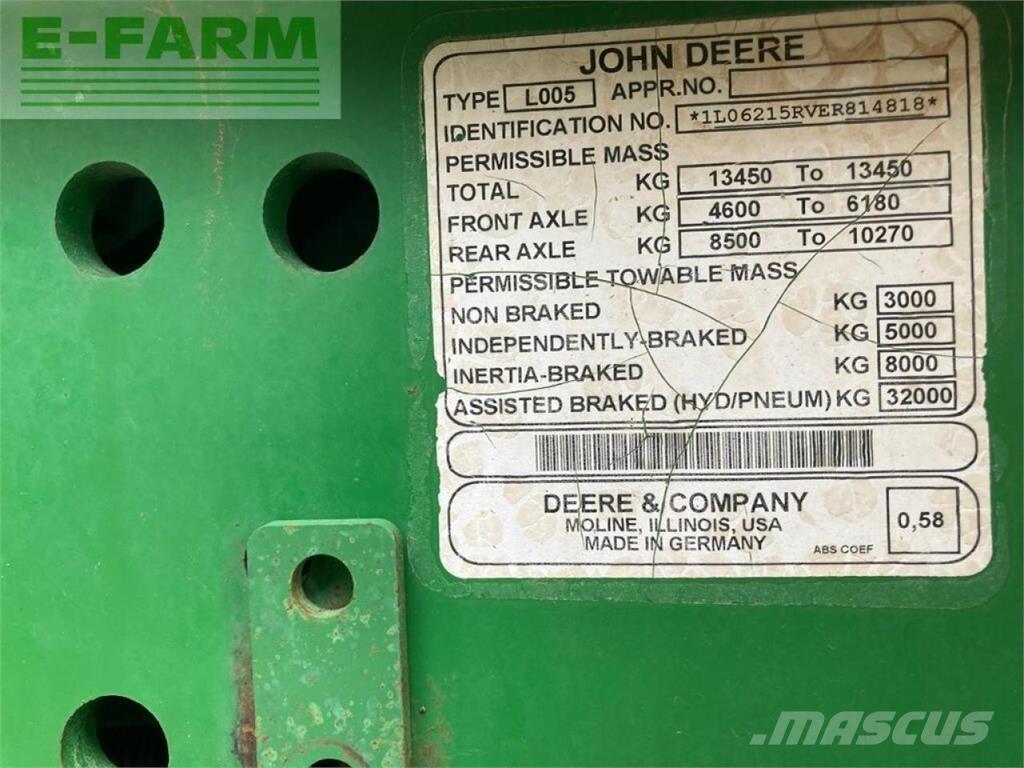 E-FARM
JOHN DEERE
TYPE L005 APPR.NO.
IDENTIFICATION NO. *1L06215RVER814818*
PERMISSIBLE MASS
TOTAL KG 13450 To 13450
FRONT AXLE KG 4600 To 6180
REAR AXLE KG 8500 To 10270
PERMISSIBLE TOWABLE MASS
NON BRAKED KG 3000
INDEPENDENTLY-BRAKED KG 5000
INERTIA-BRAKED KG 8000
ASSISTED BRAKED (HYD/PNEUM) KG 32000
DEERE & COMPANY
MOLINE, ILLINOIS, USA
MADE IN GERMANY
ABS COEF 0,58
MASCUS